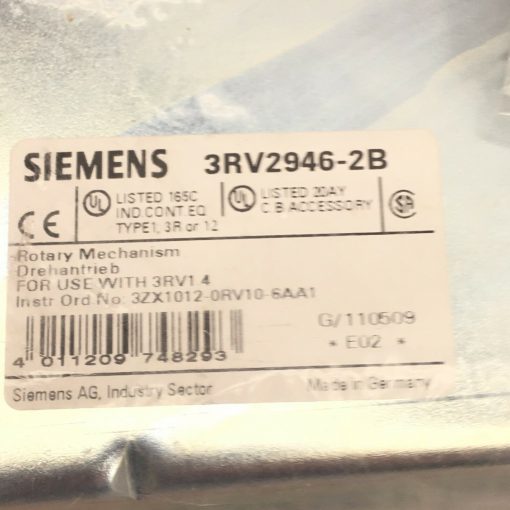 SIEMENS 3RV2946-2B
UL LISTED 165C
IND.CONT.EQ.
TYPE1, 3R or 12
UL LISTED 20AY
C.B.ACCESSORY
CE
Rotary Mechanism
Drehantrieb
FOR USE WITH 3RV1.4
Instr Ord.No: 3ZX1012-0RV10-6AA1
G/110509
* E02 *
4 011209 748293
Siemens AG, Industry Sector
Made in Germany